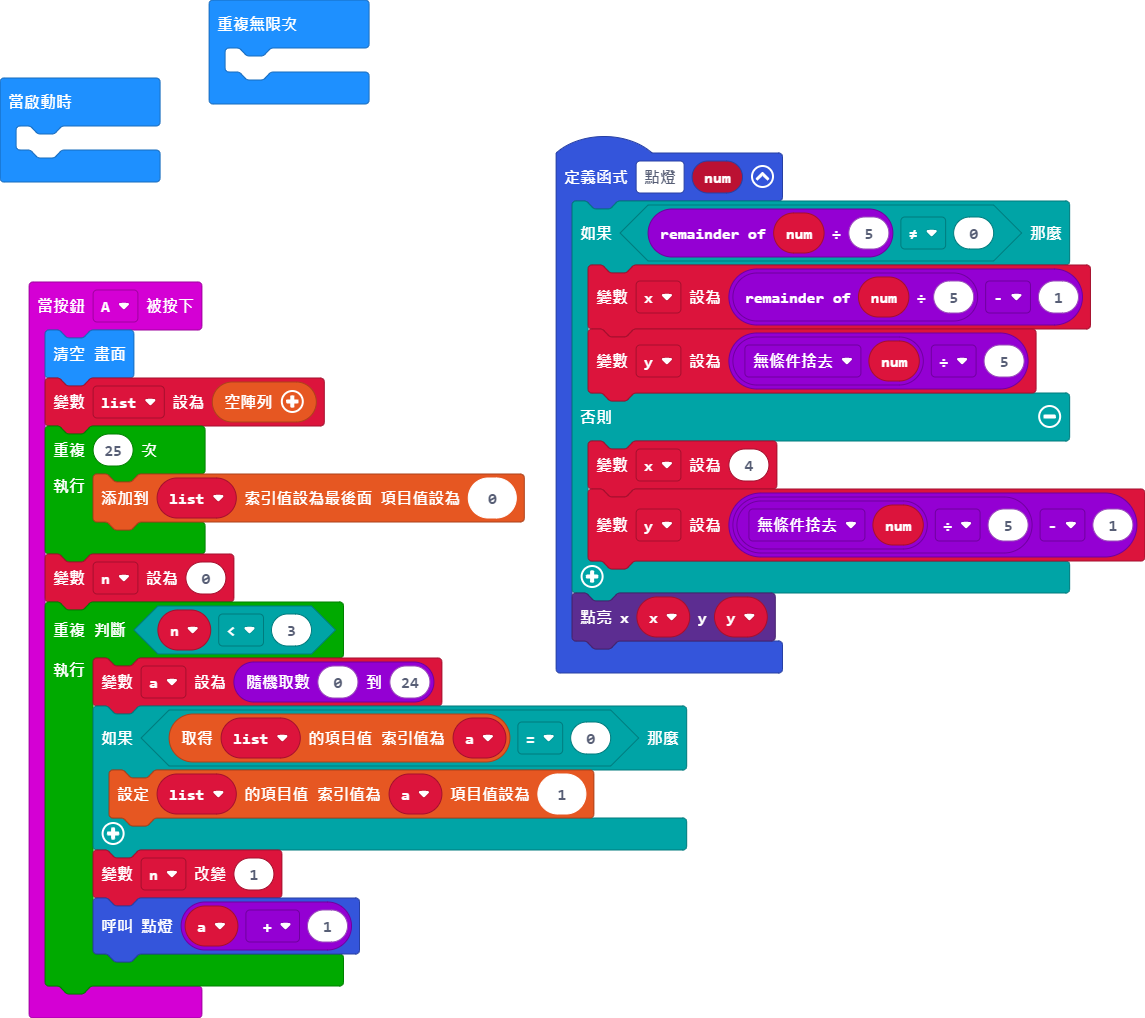 重複無限次
當啟動時
定義函式 點燈 num
如果 remainder of num ÷ 5 ≠ 0 那麼
變數 x 設為 remainder of num ÷ 5 - 1
變數 y 設為 無條件捨去 num ÷ 5
否則
變數 x 設為 4
變數 y 設為 無條件捨去 num ÷ 5 - 1
點亮 x x y y
當按鈕 A 被按下
清空 畫面
變數 list 設為 空陣列
重複 25 次
執行
添加到 list 索引值設為最後面 項目值設為 0
變數 n 設為 0
重複 判斷 n < 3
執行
變數 a 設為 隨機取數 0 到 24
如果 取得 list 的項目值 索引值為 a = 0 那麼
設定 list 的項目值 索引值為 a 項目值設為 1
變數 n 改變 1
呼叫 點燈 a + 1